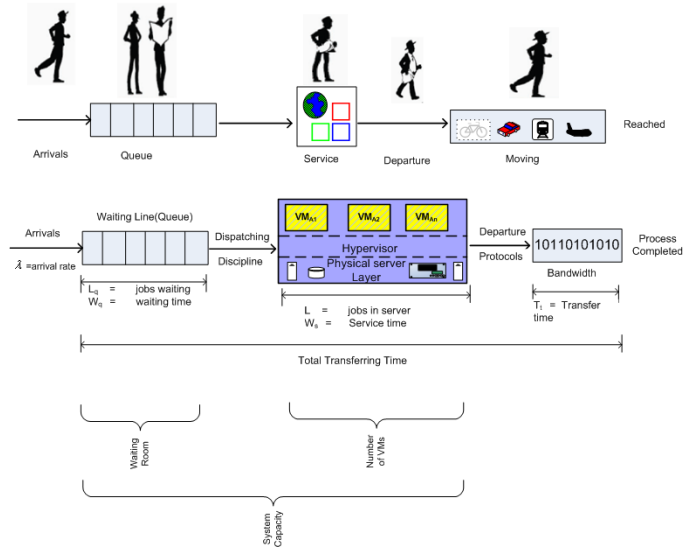 Arrivals
Queue
Service
Departure
Moving
Reached
Waiting Line(Queue)
Arrivals
λ =arrival rate
Dispatching
Discipline
VMA1
VMA2
VMAn
Hypervisor
Physical server
Layer
Departure
Protocols
10110101010
Bandwidth
Process
Completed
Lq = jobs waiting
Wq = waiting time
L = jobs in server
Ws = Service time
T1 = Transfer
time
Total Transferring Time
Waiting
Room
Number
of VMs
System
Capacity